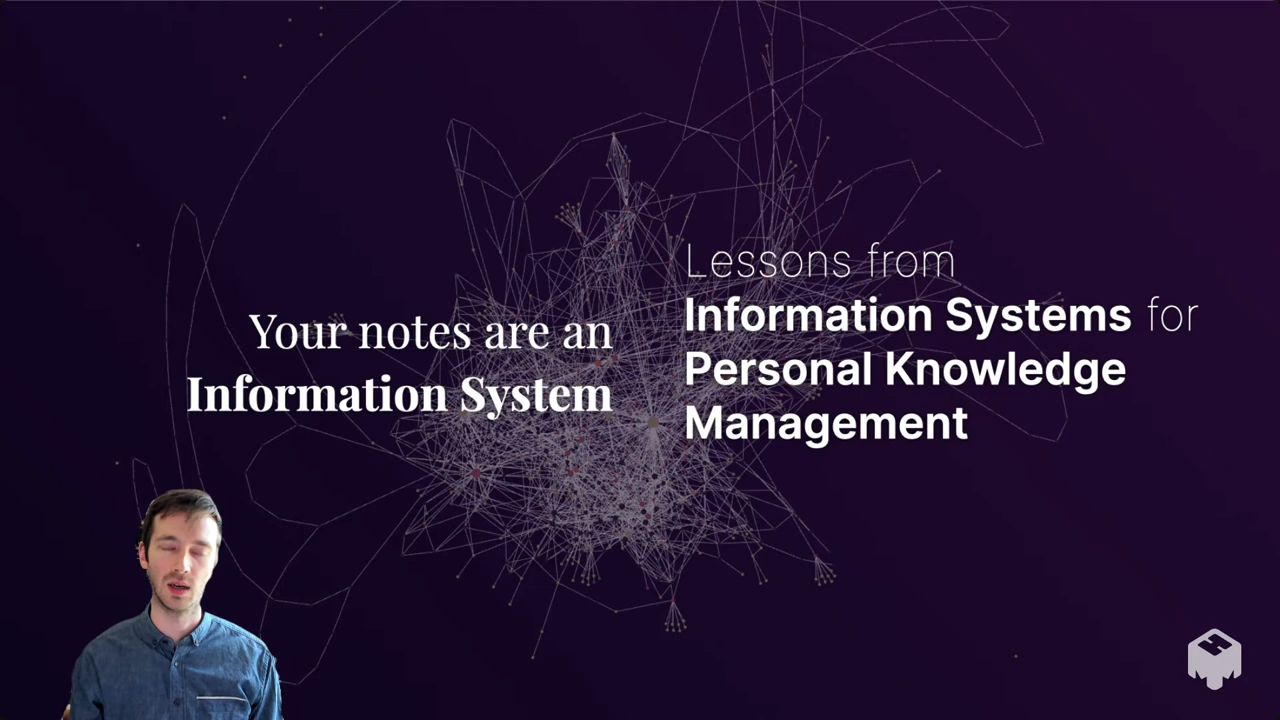 Your notes are an
Information System
Lessons from
Information Systems for
Personal Knowledge
Management